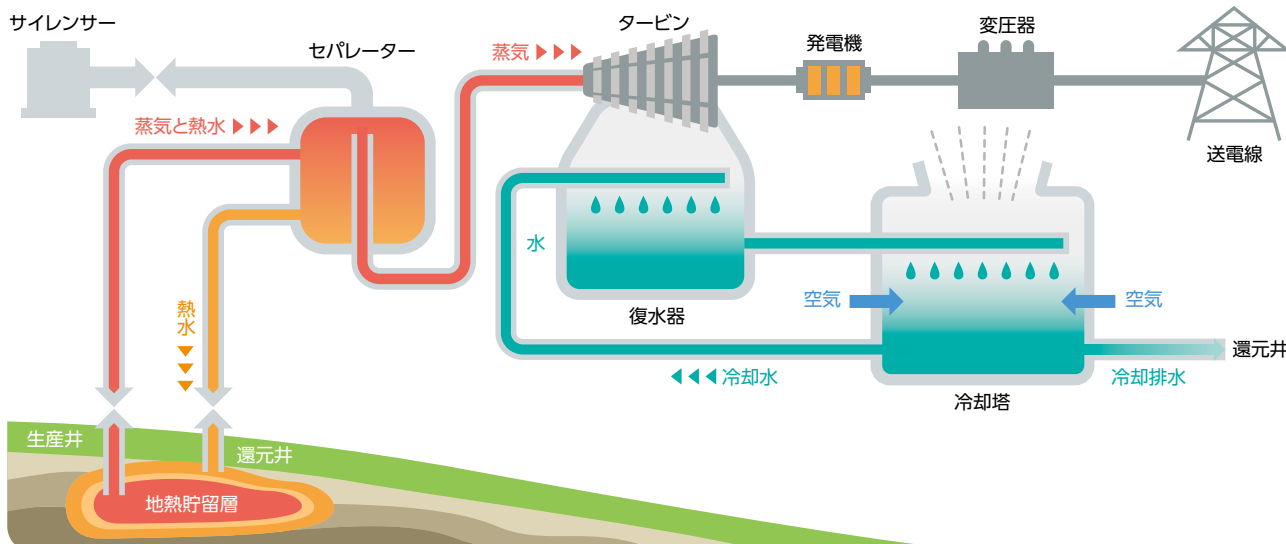 サイレンサー
セパレーター
タービン
発電機
変圧器
蒸気
蒸気と熱水
送電線
水
空気
空気
熱水
復水器
冷却水
冷却塔
冷却排水
還元井
生産井
還元井
地熱貯留層